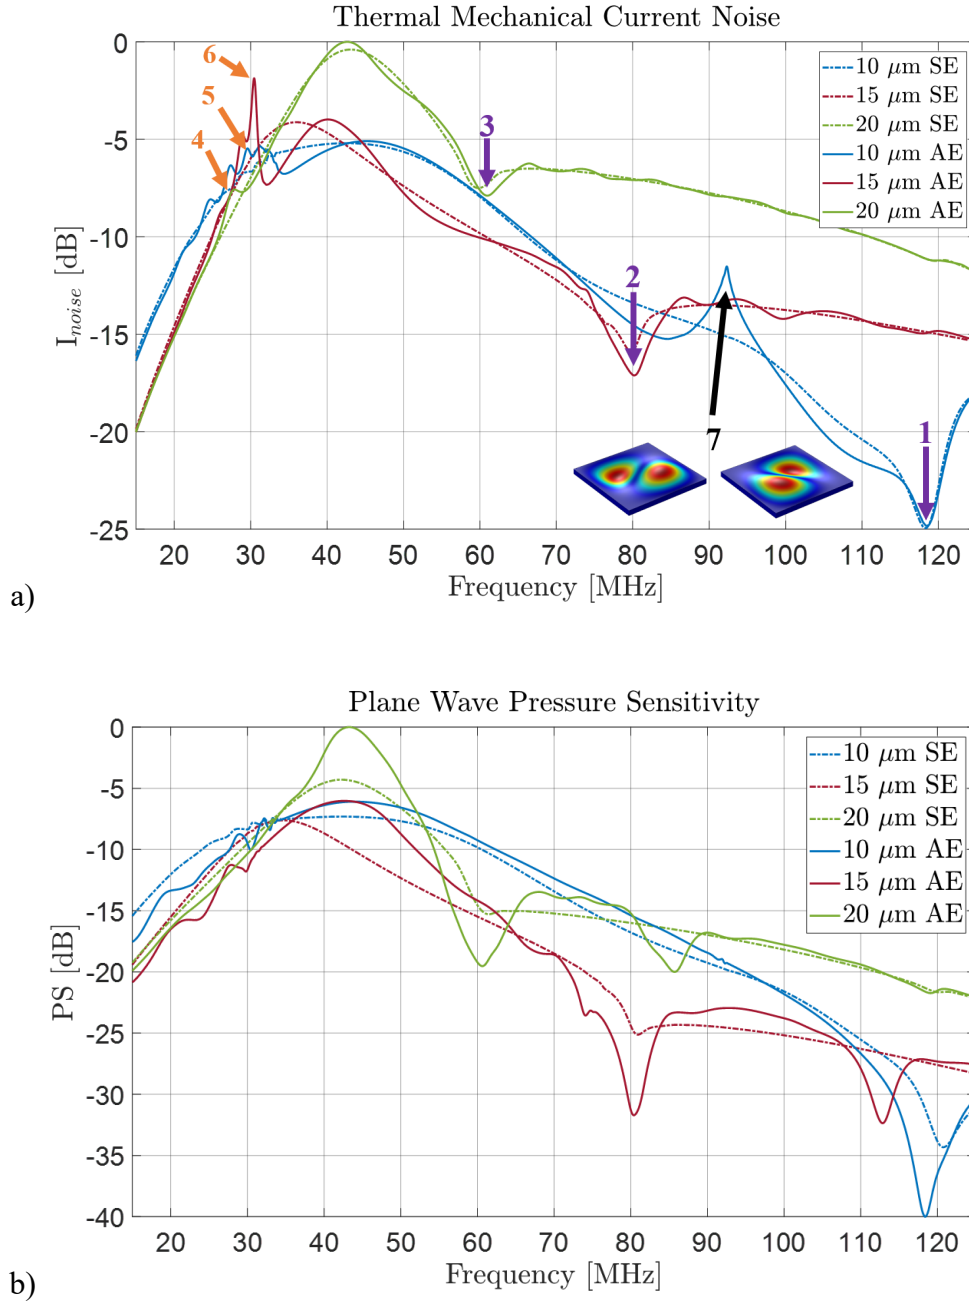 Thermal Mechanical Current Noise
0
-5
-10
-15
-20
-25
I_noise [dB]
6
5
4
3
2
7
1
10 μm SE
15 μm SE
20 μm SE
10 μm AE
15 μm AE
20 μm AE
20 30 40 50 60 70 80 90 100 110 120
Frequency [MHz]
a)
Plane Wave Pressure Sensitivity
0
-5
-10
-15
-20
-25
-30
-35
-40
PS [dB]
10 μm SE
15 μm SE
20 μm SE
10 μm AE
15 μm AE
20 μm AE
20 30 40 50 60 70 80 90 100 110 120
Frequency [MHz]
b)